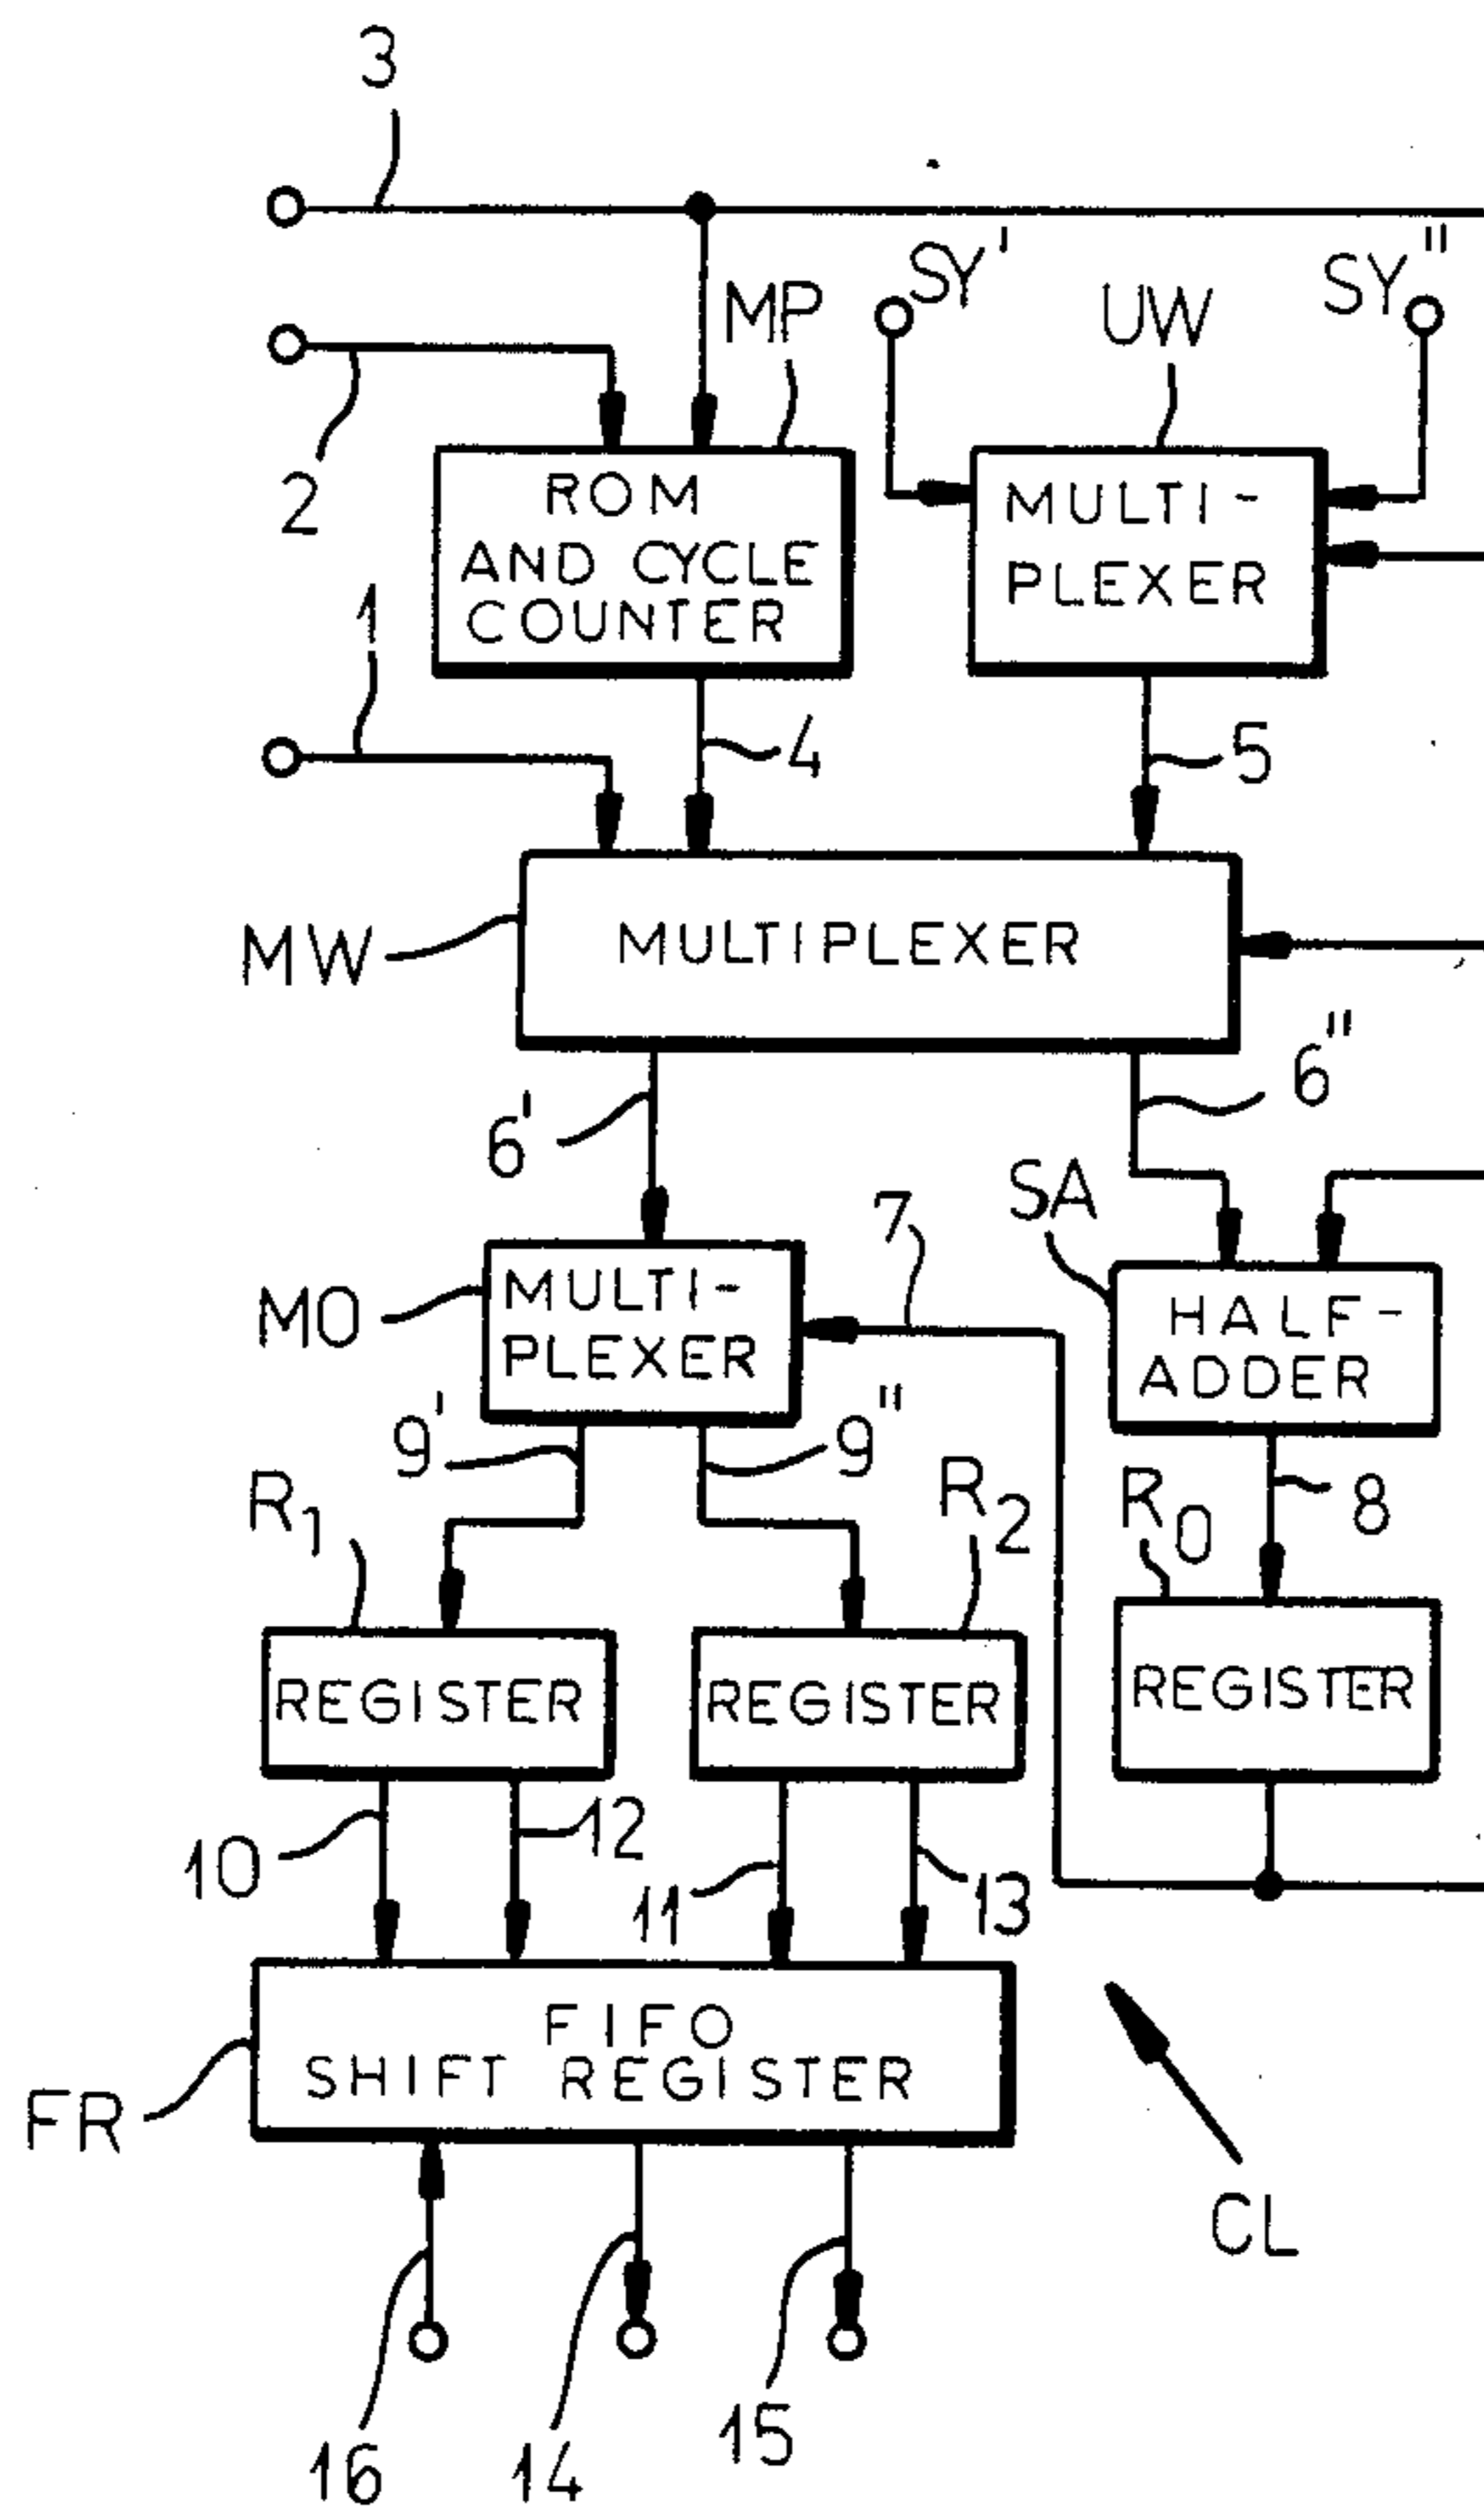 3
SY'
SY"
MP
UW
2
ROM
AND CYCLE
COUNTER
MULTI-
PLEXER
1
4
5
MW
MULTIPLEXER
6'
6"
SA
7
MO
MULTI-
PLEXER
HALF-
ADDER
9'
9"
R1
R2
R0
8
REGISTER
REGISTER
REGISTER
10
12
11
13
FIFO
SHIFT REGISTER
FR
CL
16
14
15